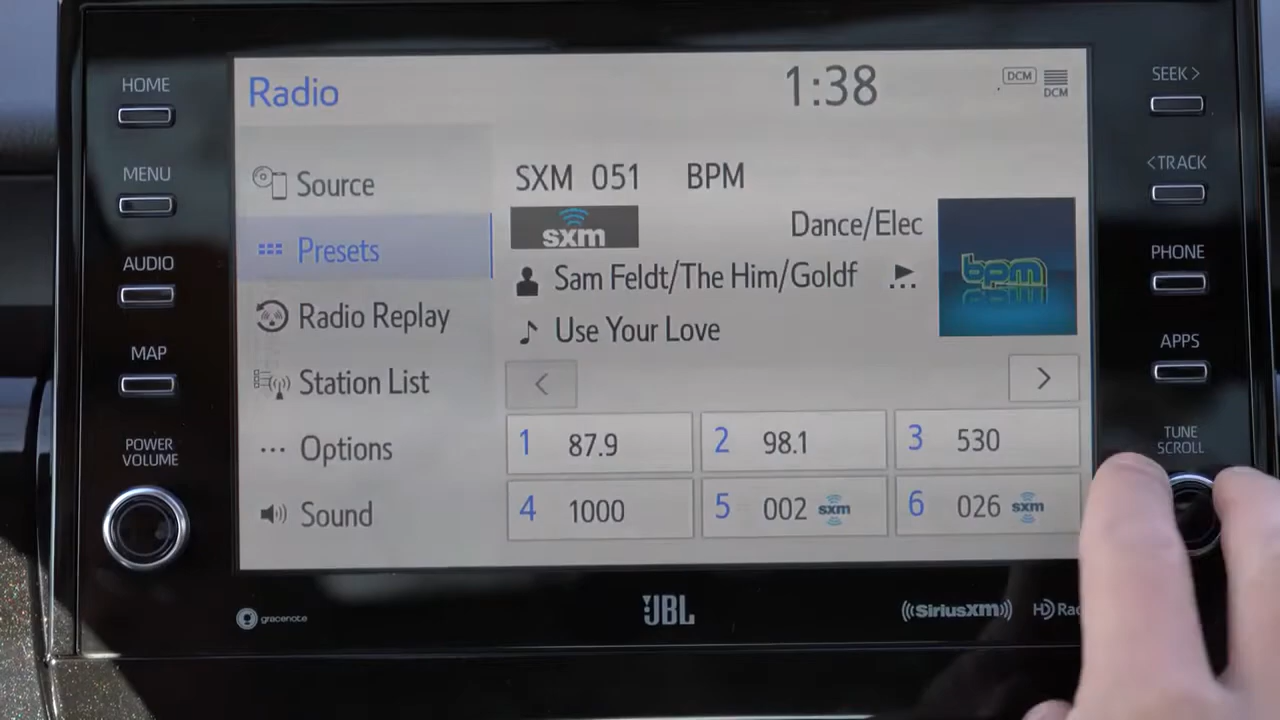 HOME
MENU
AUDIO
MAP
POWER
VOLUME
Radio
1:38
DCM
DCM
Source
Presets
Radio Replay
Station List
Options
Sound
SXM 051 BPM
sxm
Dance/Elec
Sam Feldt/The Him/Goldf
Use Your Love
bpm
<
>
1 87.9
2 98.1
3 530
4 1000
5 002 sxm
6 026 sxm
SEEK >
< TRACK
PHONE
APPS
TUNE
SCROLL
gracenote
JBL
((SiriusXM))
HD Rad